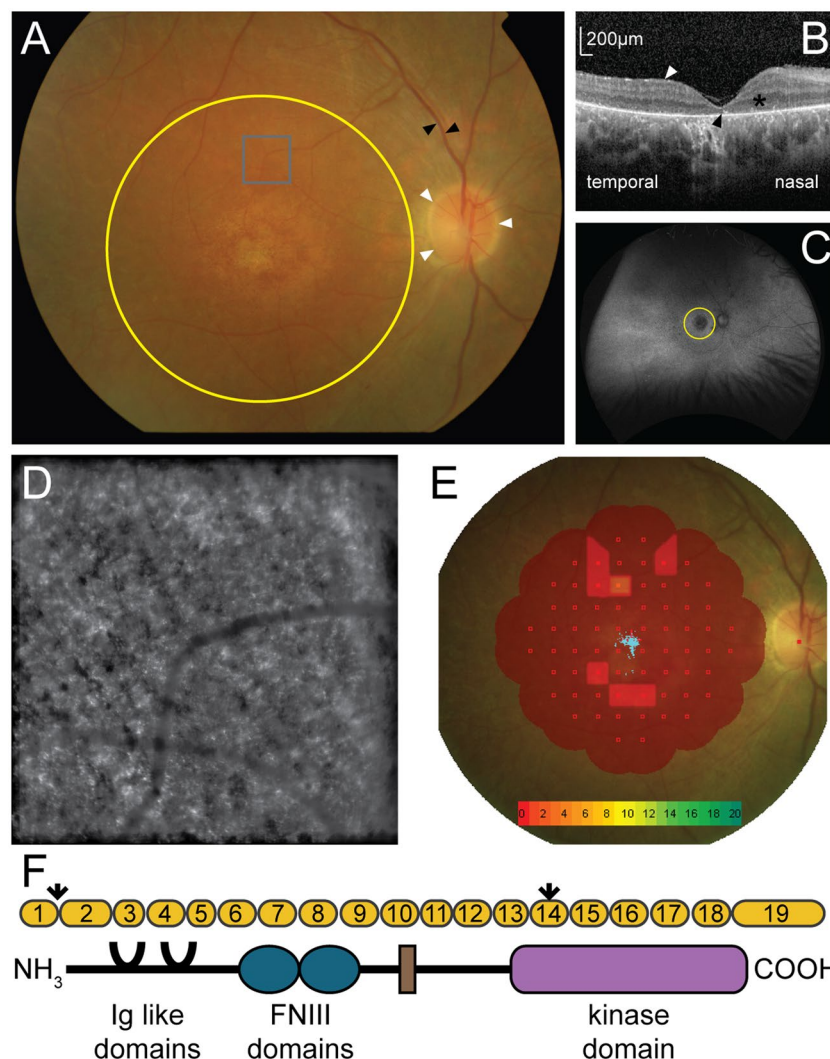 A
B
200μm
*
temporal nasal
C
D
E
0 2 4 6 8 10 12 14 16 18 20
F
1 2 3 4 5 6 7 8 9 10 11 12 13 14 15 16 17 18 19
NH3 COOH
Ig like FNIII kinase
domains domains domain